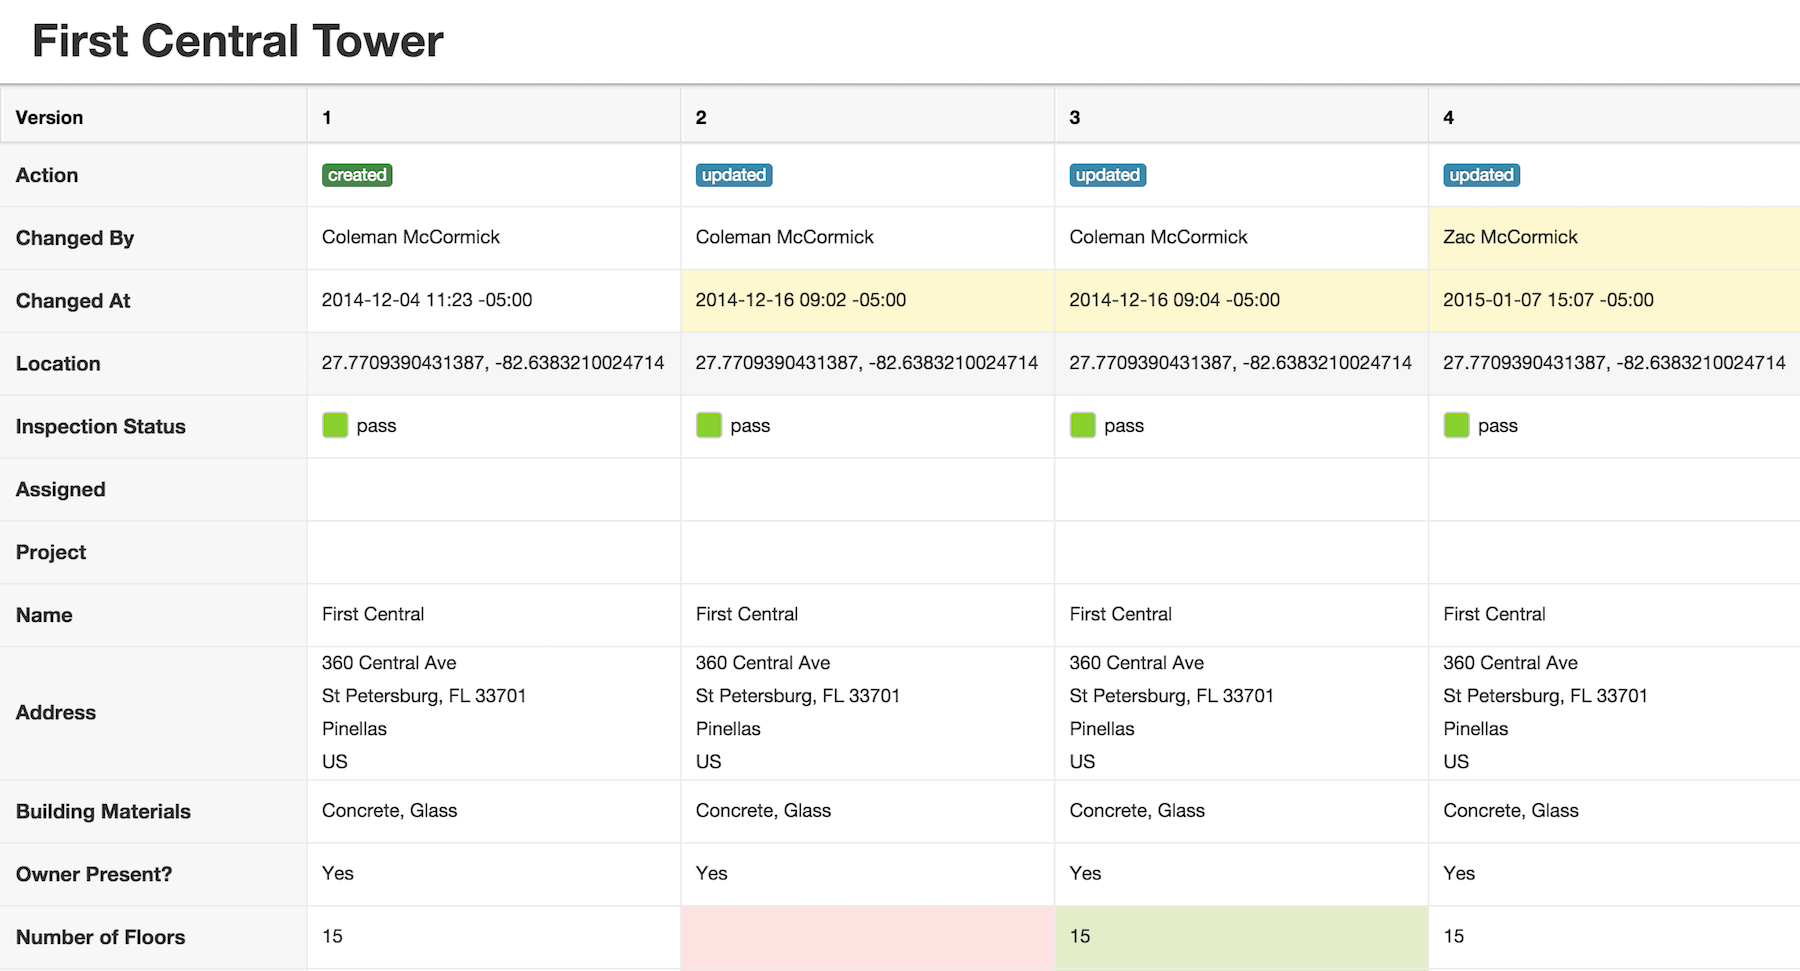 First Central Tower
Version 1 2 3 4
Action created updated updated updated
Changed By Coleman McCormick Coleman McCormick Coleman McCormick Zac McCormick
Changed At 2014-12-04 11:23 -05:00 2014-12-16 09:02 -05:00 2014-12-16 09:04 -05:00 2015-01-07 15:07 -05:00
Location 27.7709390431387, -82.6383210024714 27.7709390431387, -82.6383210024714 27.7709390431387, -82.6383210024714 27.7709390431387, -82.6383210024714
Inspection Status pass pass pass pass
Assigned
Project
Name First Central First Central First Central First Central
Address
360 Central Ave 360 Central Ave 360 Central Ave 360 Central Ave
St Petersburg, FL 33701 St Petersburg, FL 33701 St Petersburg, FL 33701 St Petersburg, FL 33701
Pinellas Pinellas Pinellas Pinellas
US US US US
Building Materials Concrete, Glass Concrete, Glass Concrete, Glass Concrete, Glass
Owner Present? Yes Yes Yes Yes
Number of Floors 15 15 15